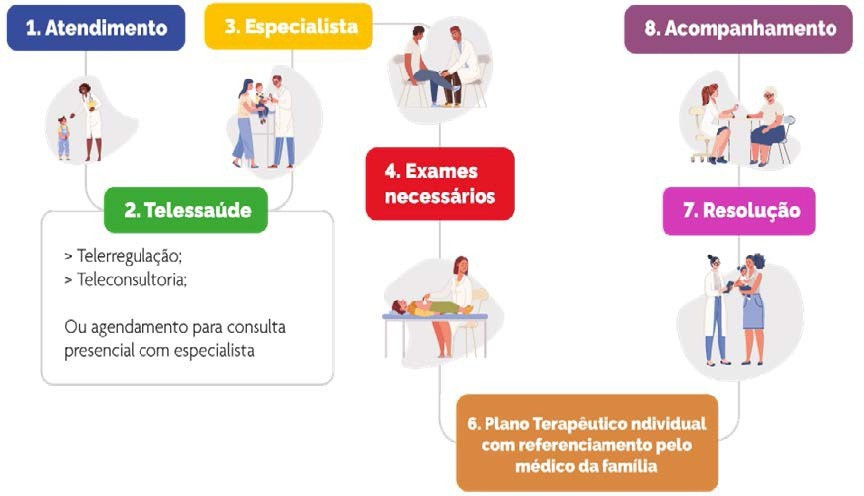 1. Atendimento
2. Telessaúde
> Telerregulação;
> Teleconsultoria;
Ou agendamento para consulta
presencial com especialista
3. Especialista
4. Exames
necessários
6. Plano Terapêutico ndividual
com referenciamento pelo
médico da família
7. Resolução
8. Acompanhamento